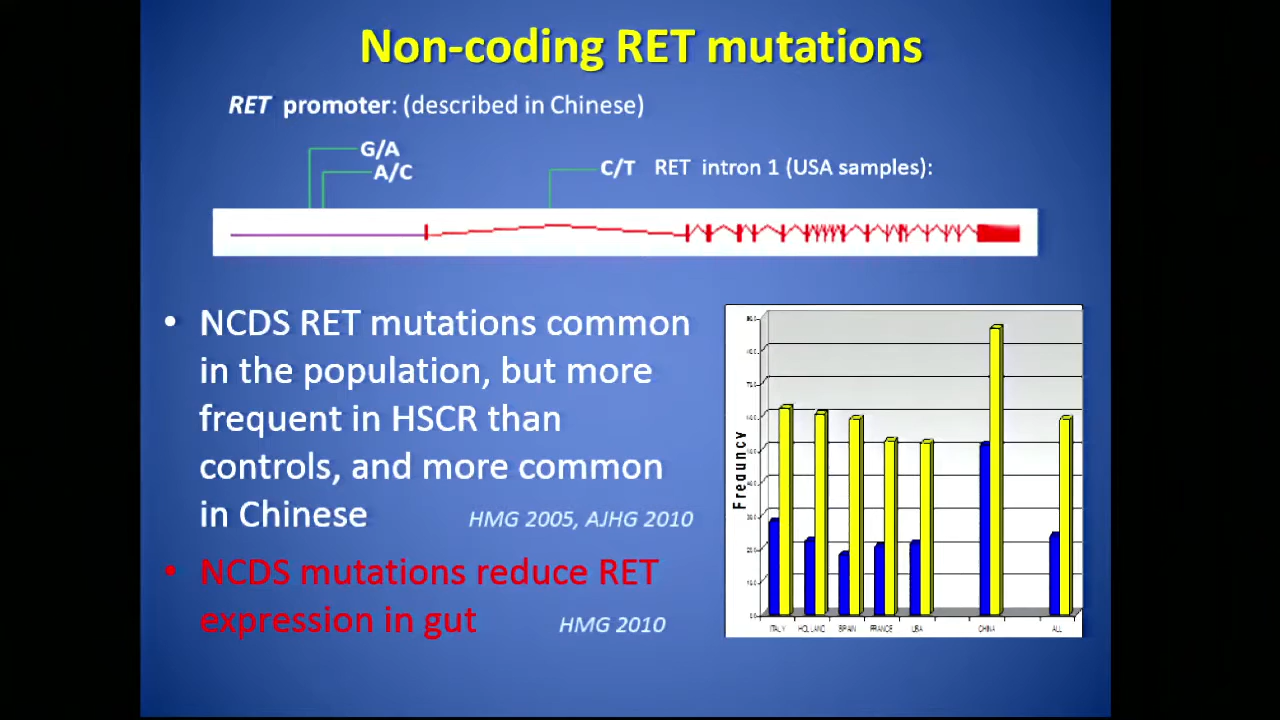 Non-coding RET mutations
RET promoter: (described in Chinese)
G/A
A/C
C/T RET intron 1 (USA samples):
• NCDS RET mutations common
in the population, but more
frequent in HSCR than
controls, and more common
in Chinese HMG 2005, AJHG 2010
• NCDS mutations reduce RET
expression in gut HMG 2010
Frequncy
ITALY HOLLAND FRANCE USA CHINA ALL